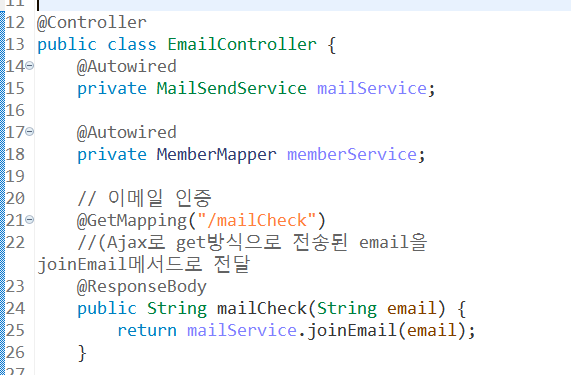 11
12 @Controller
13 public class EmailController {
14 @Autowired
15 private MailSendService mailService;
16
17 @Autowired
18 private MemberMapper memberService;
19
20 // 이메일 인증
21 @GetMapping("/mailCheck")
22 //(Ajax로 get방식으로 전송된 email을
joinEmail메서드로 전달
23 @ResponseBody
24 public String mailCheck(String email) {
25 return mailService.joinEmail(email);
26 }
27